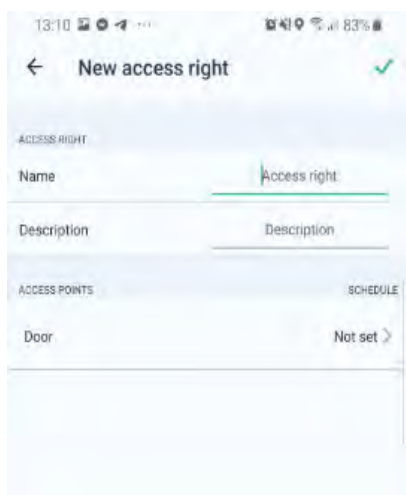 13:10 83%
New access right
ACCESS RIGHT
Name Access right
Description Description
ACCESS POINTS SCHEDULE
Door Not set